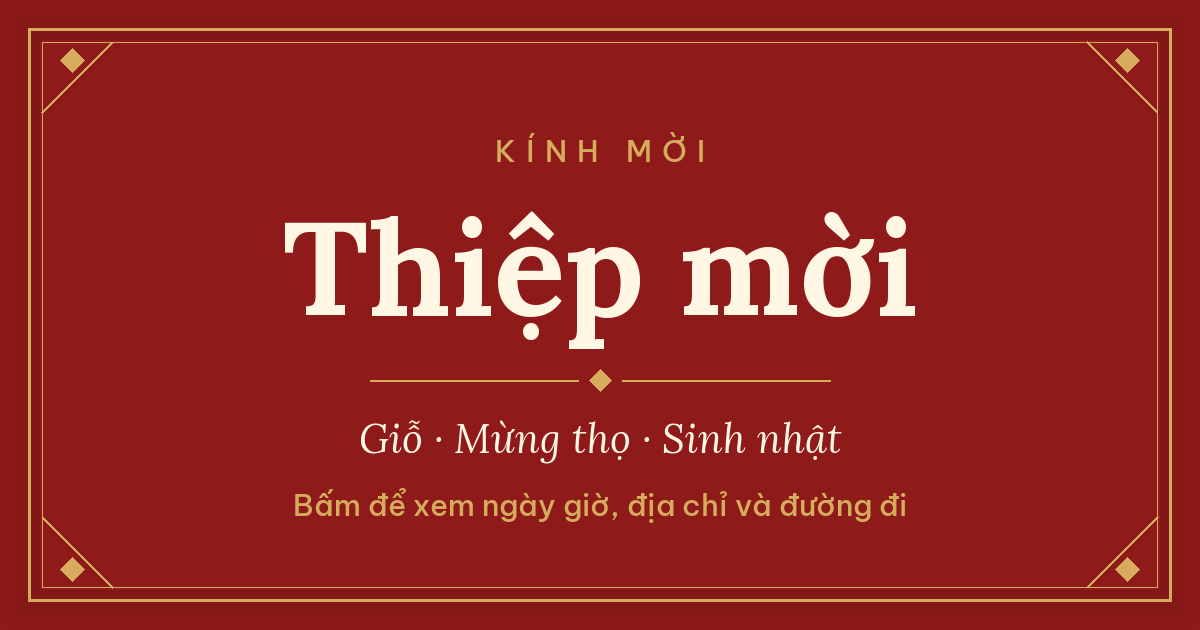 KÍNH MỜI
Thiệp mời
Giỗ · Mừng thọ · Sinh nhật
Bấm để xem ngày giờ, địa chỉ và đường đi